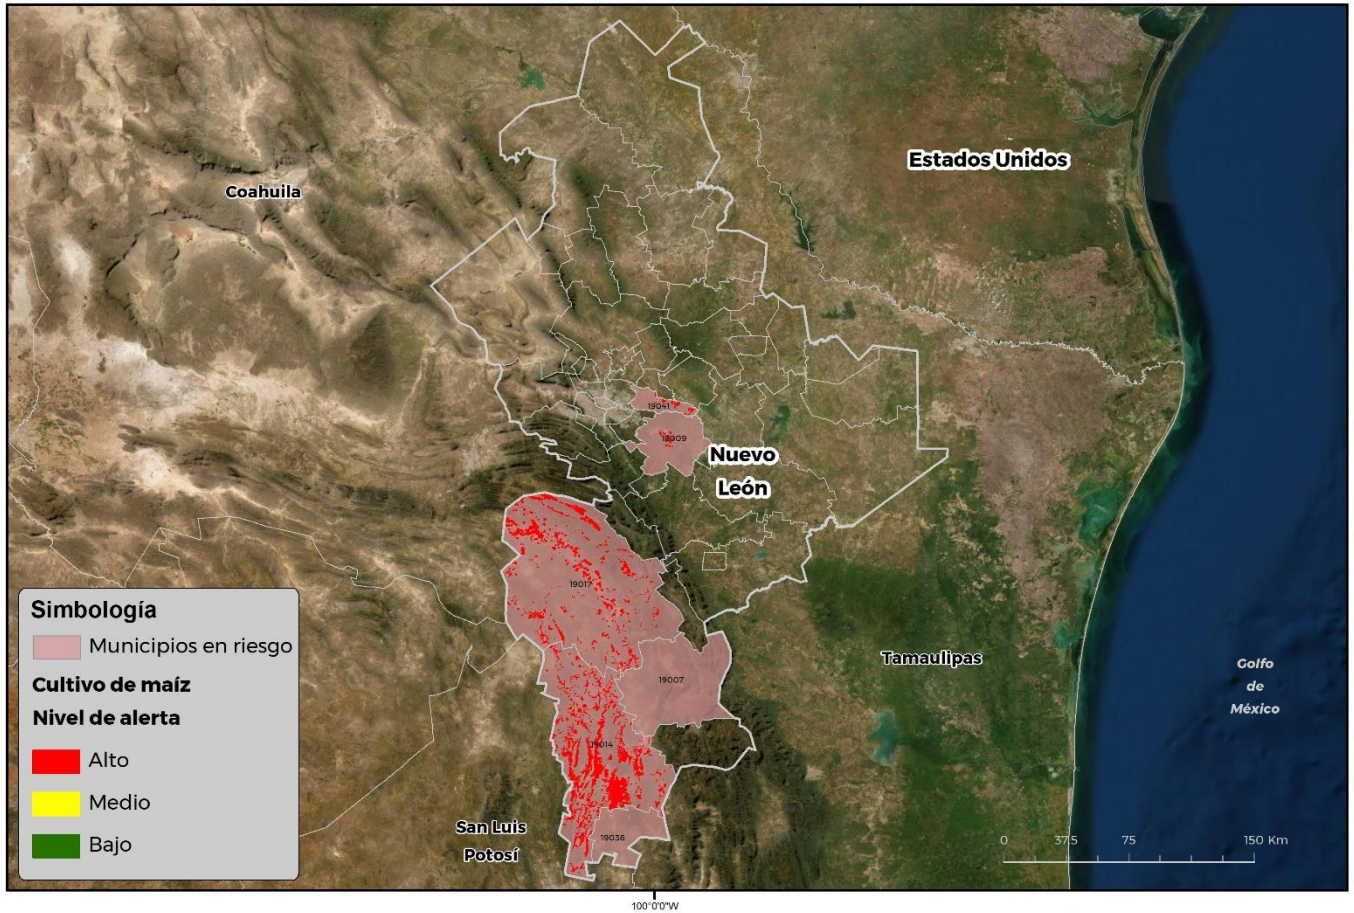 Estados Unidos
Coahuila
19041
19009
Nuevo
León
19017
Simbología
Municipios en riesgo
Cultivo de maíz
Nivel de alerta
Alto
Medio
Bajo
19007
Tamaulipas
Golfo
de
México
19014
San Luis
Potosí
19036
0 37.5 75 150 Km
100°0'0"W